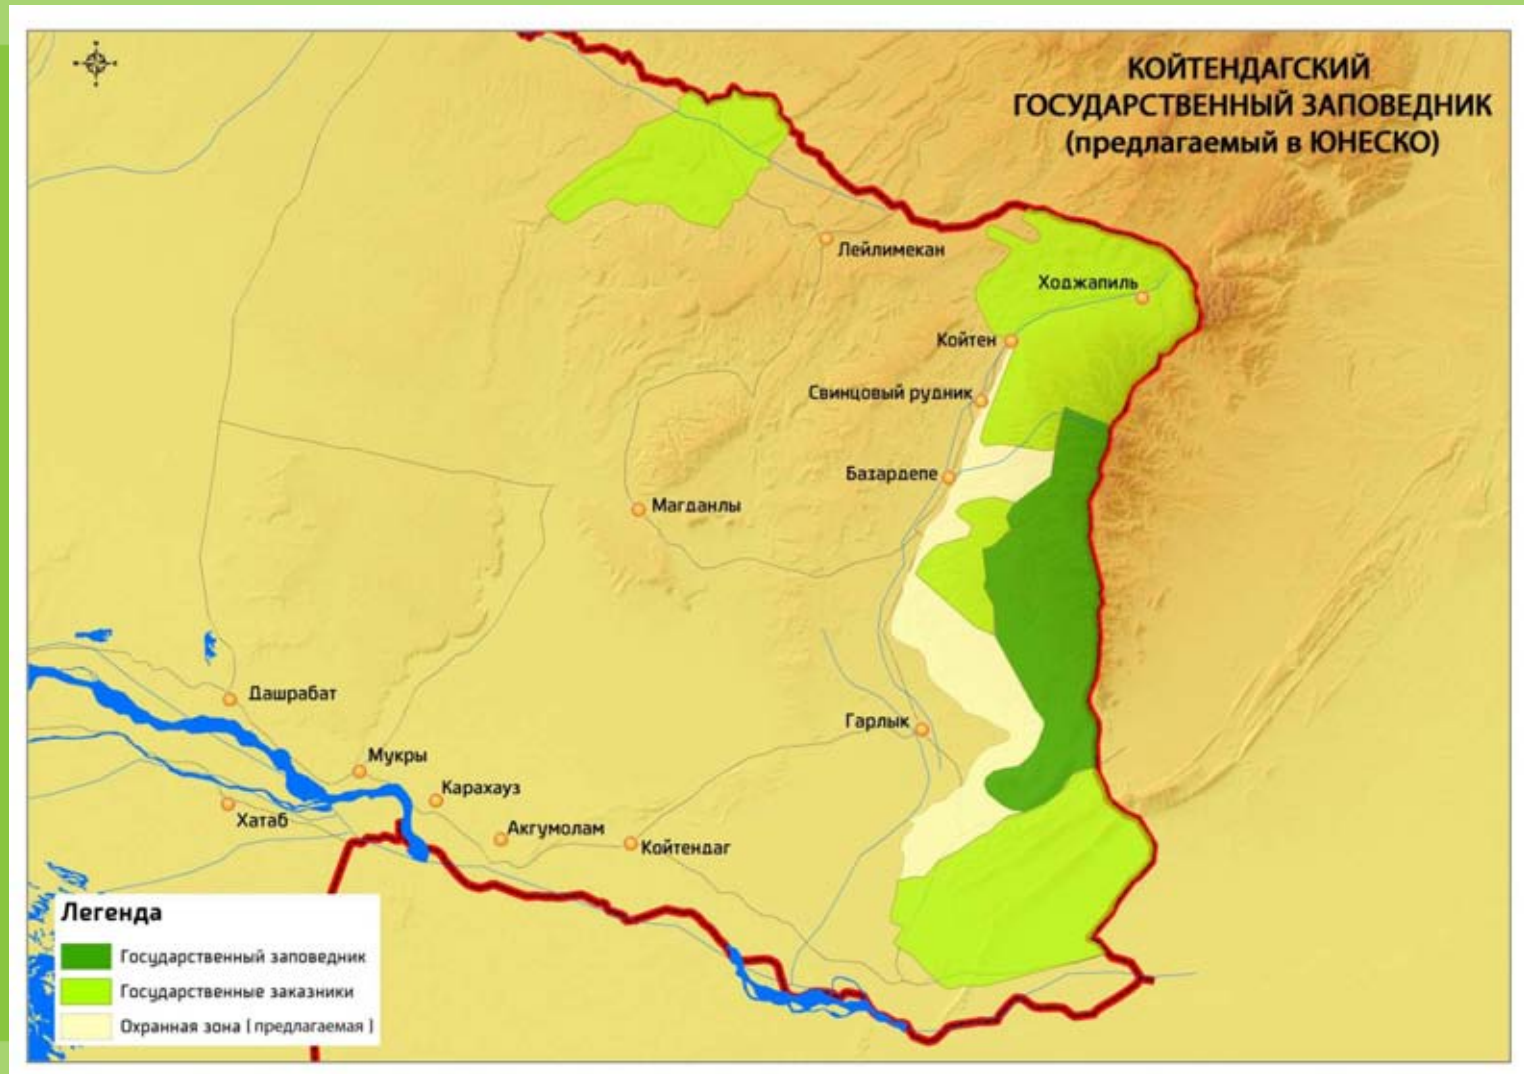 КОЙТЕНДАГСКИЙ
ГОСУДАРСТВЕННЫЙ ЗАПОВЕДНИК
(предлагаемый в ЮНЕСКО)
Лейлимекан
Ходжапиль
Койтен
Свинцовый рудник
Базардепе
Магданлы
Дашрабат
Гарлык
Мукры
Карахауз
Хатаб
Акгумолам
Койтендаг
Легенда
Государственный заповедник
Государственные заказники
Охранная зона ( предлагаемая )